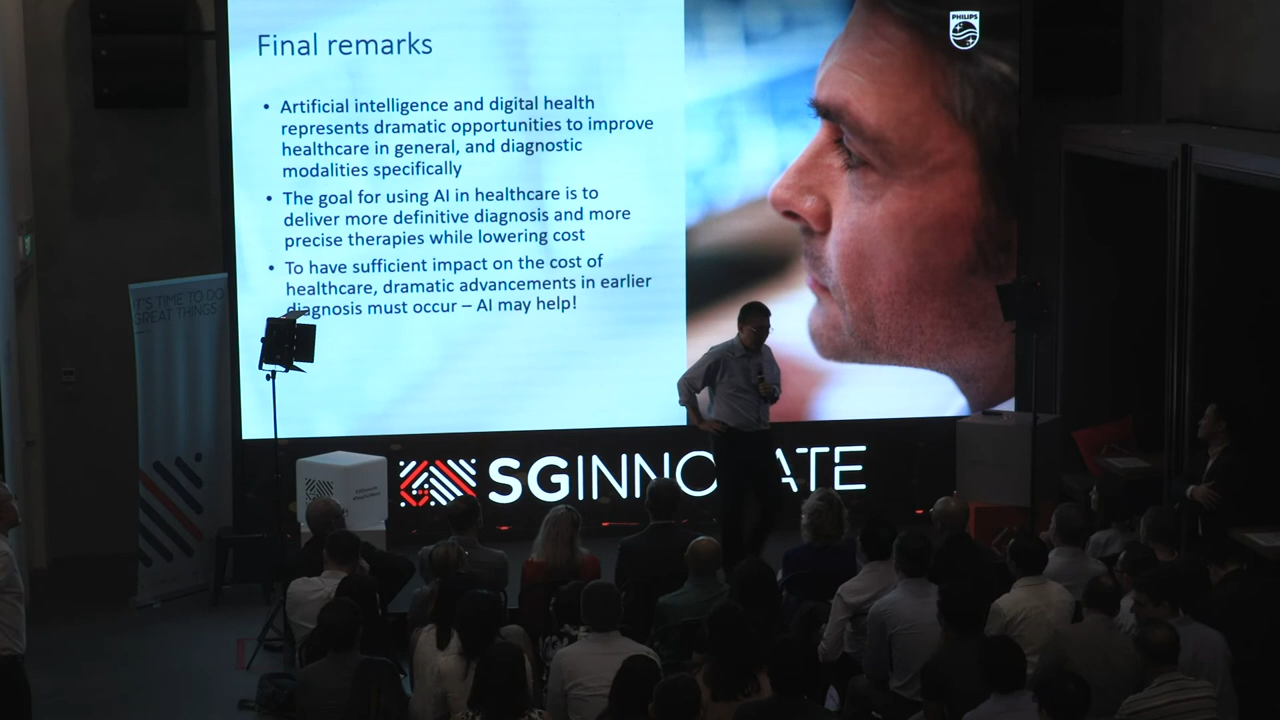 PHILIPS
Final remarks
• Artificial intelligence and digital health
represents dramatic opportunities to improve
healthcare in general, and diagnostic
modalities specifically
• The goal for using AI in healthcare is to
deliver more definitive diagnosis and more
precise therapies while lowering cost
• To have sufficient impact on the cost of
healthcare, dramatic advancements in earlier
diagnosis must occur – AI may help!
IT'S TIME TO DO
GREAT THINGS
SGINNOVATE